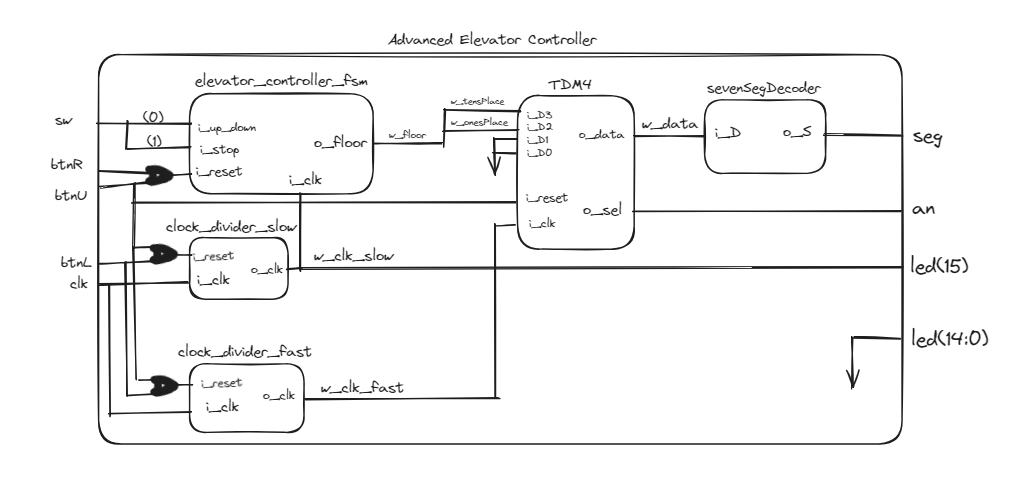 Advanced Elevator Controller
elevator_controller_fsm
TDM4
sevenSegDecoder
sw
(0)
i_up_down
(1)
i_stop
o_floor
w_floor
w_tensPlace
w_onesPlace
i_D3
i_D2
i_D1
i_D0
o_data
w_data
i_D
o_S
seg
btnR
i_reset
btnU
i_clk
i_reset
o_sel
an
i_clk
clock_divider_slow
btnL
i_reset
o_clk
w_clk_slow
led(15)
clk
i_clk
led(14:0)
clock_divider_fast
i_reset
o_clk
w_clk_fast
i_clk